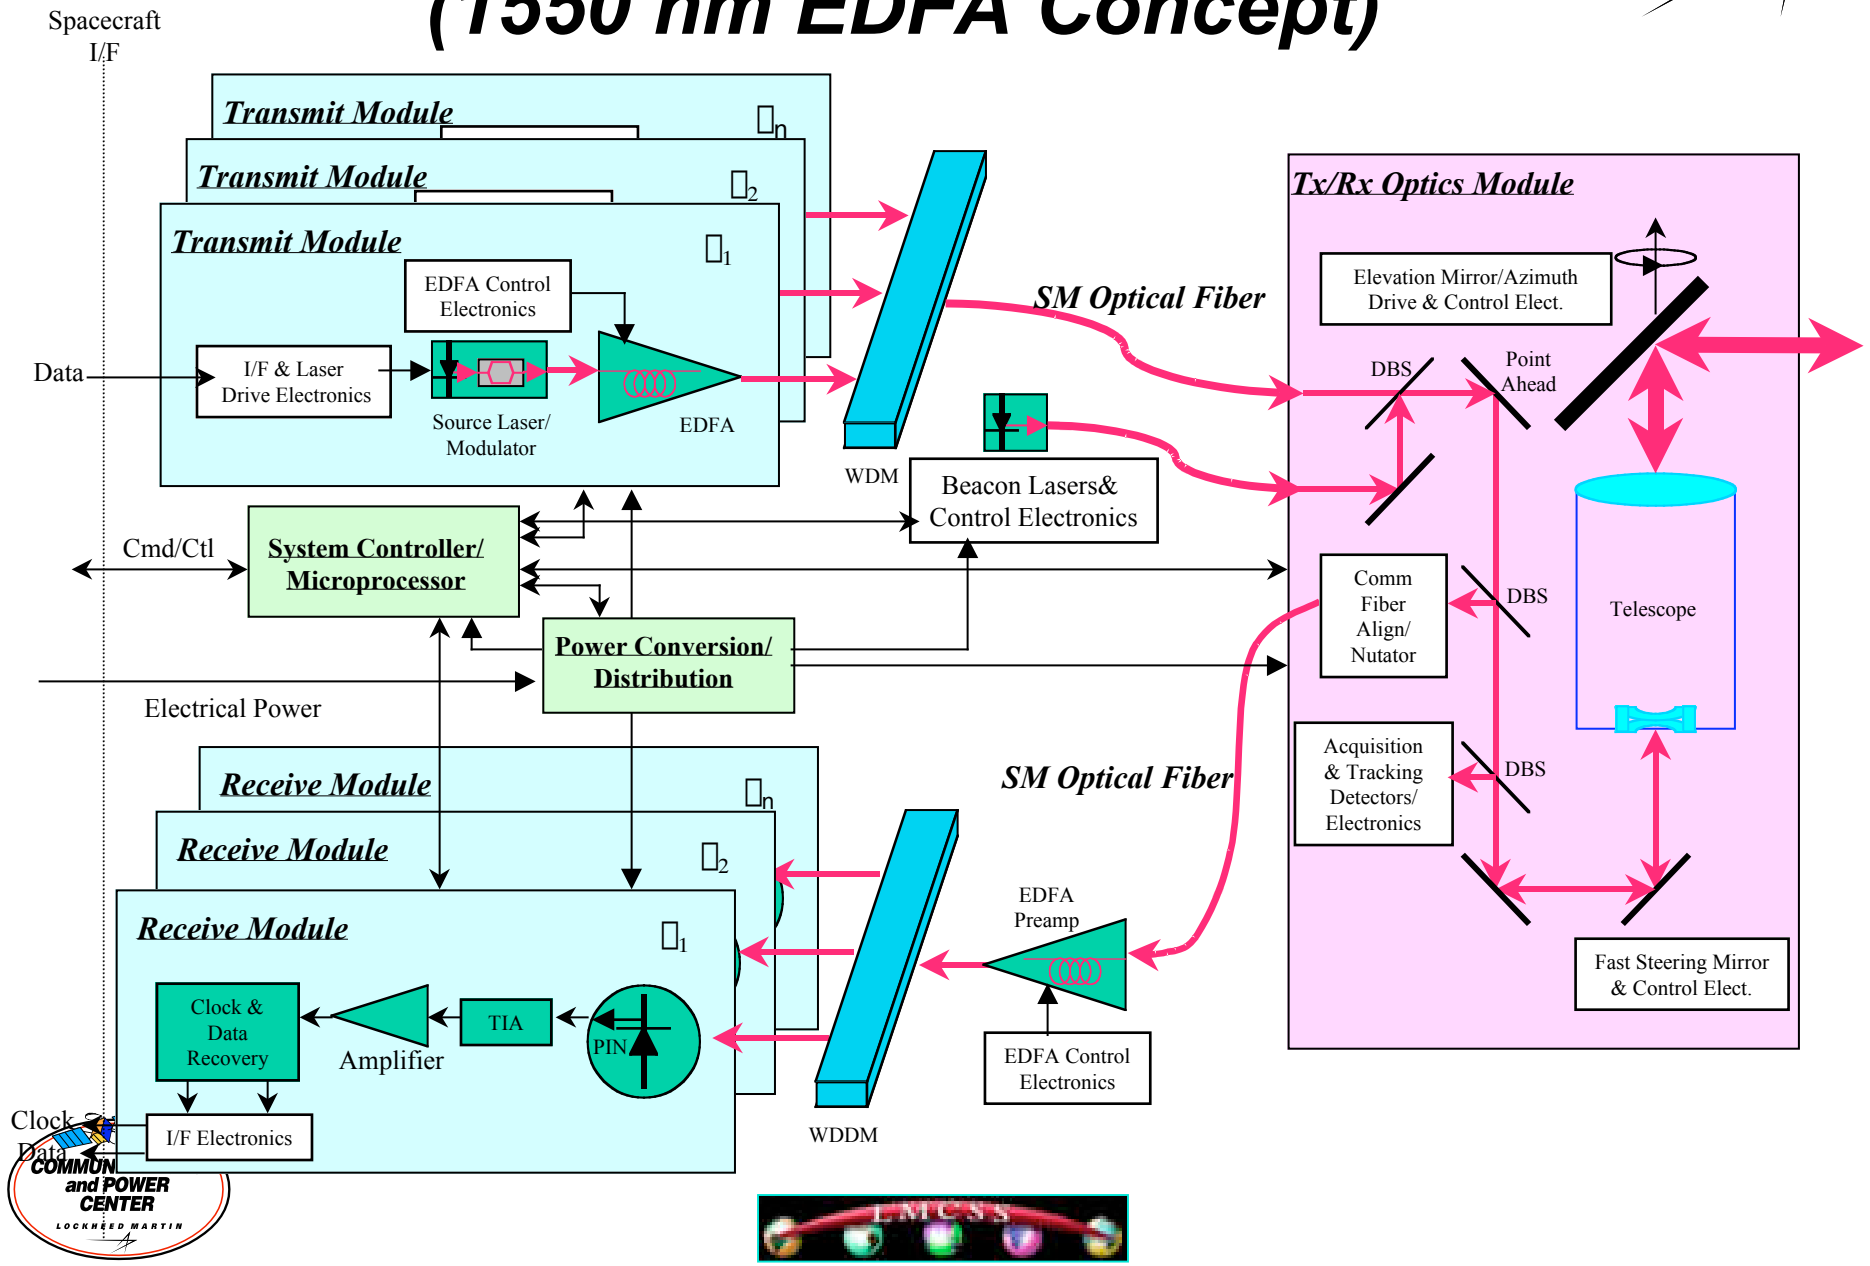 (1550 nm EDFA Concept)
Spacecraft
I/F
Transmit Module
n
Transmit Module
2
Transmit Module
1
EDFA Control
Electronics
Data
I/F & Laser
Drive Electronics
Source Laser/
Modulator
EDFA
WDM
SM Optical Fiber
Beacon Lasers&
Control Electronics
Cmd/Ctl
System Controller/
Microprocessor
Power Conversion/
Distribution
Electrical Power
Tx/Rx Optics Module
Elevation Mirror/Azimuth
Drive & Control Elect.
DBS
Point
Ahead
Comm
Fiber
Align/
Nutator
DBS
Telescope
Acquisition
& Tracking
Detectors/
Electronics
DBS
Fast Steering Mirror
& Control Elect.
SM Optical Fiber
Receive Module
n
Receive Module
2
Receive Module
1
Clock &
Data
Recovery
Amplifier
TIA
PIN
I/F Electronics
Clock
Data
WDDM
EDFA
Preamp
EDFA Control
Electronics
COMMUN
and POWER
CENTER
LOCKHEED MARTIN
LMCSS